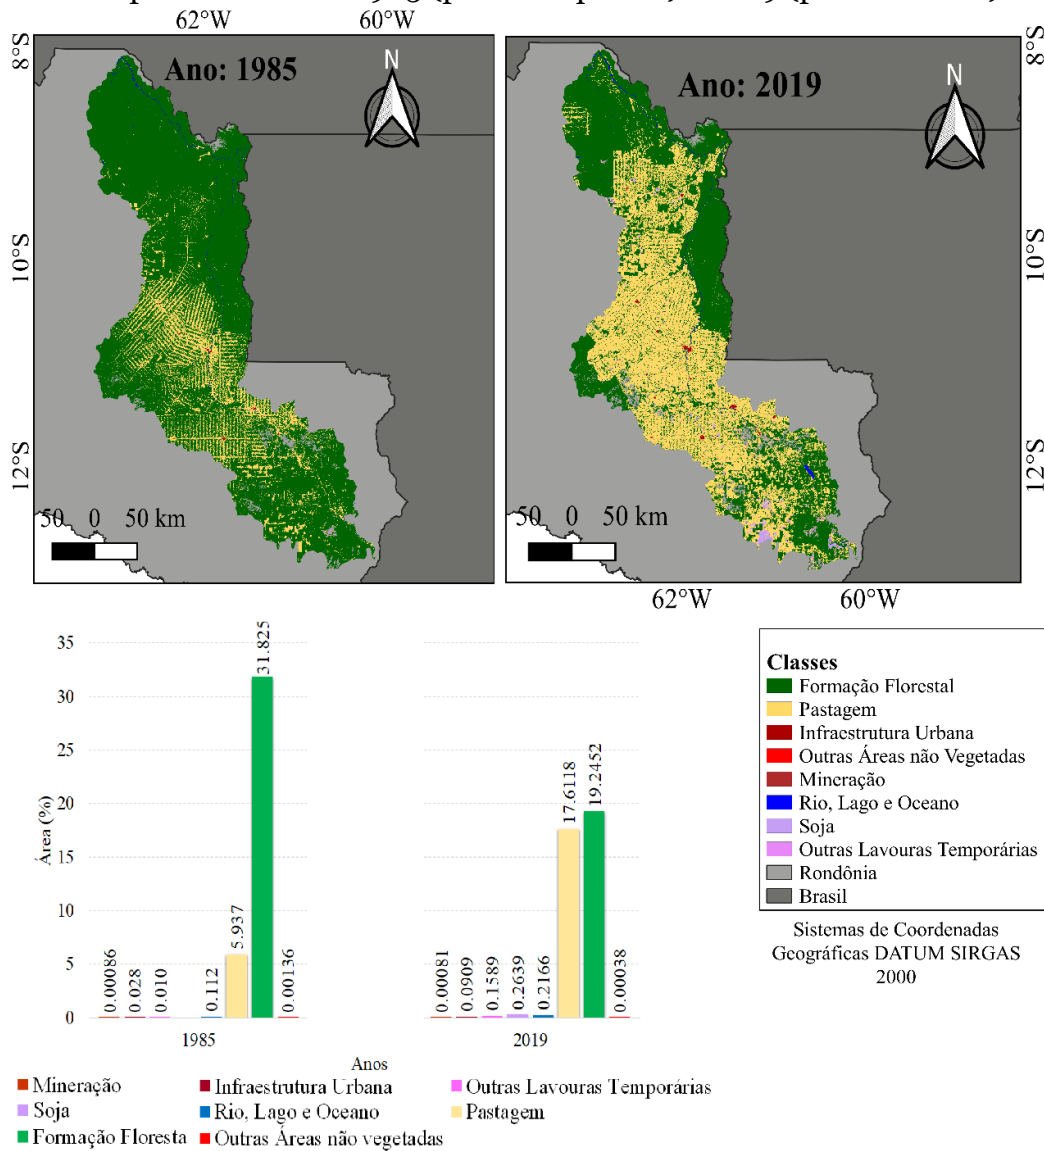 62°W 60°W
8°S
Ano: 1985
N
10°S
12°S
50 0 50 km
Ano: 2019
N
8°S
10°S
12°S
50 0 50 km
62°W 60°W
35
30
25
20
15
10
5
0
Área (%)
0.00086
0.028
0.010
0.112
5.937
31.825
1985
0.00136
0.00081
0.0909
0.1589
0.2639
0.2166
17.6118
19.2452
0.00038
2019
Anos
Mineração
Infraestrutura Urbana
Outras Lavouras Temporárias
Soja
Rio, Lago e Oceano
Pastagem
Formação Floresta
Outras Áreas não vegetadas
Classes
Formação Florestal
Pastagem
Infraestrutura Urbana
Outras Áreas não Vegetadas
Mineração
Rio, Lago e Oceano
Soja
Outras Lavouras Temporárias
Rondônia
Brasil
Sistemas de Coordenadas
Geográficas DATUM SIRGAS
2000